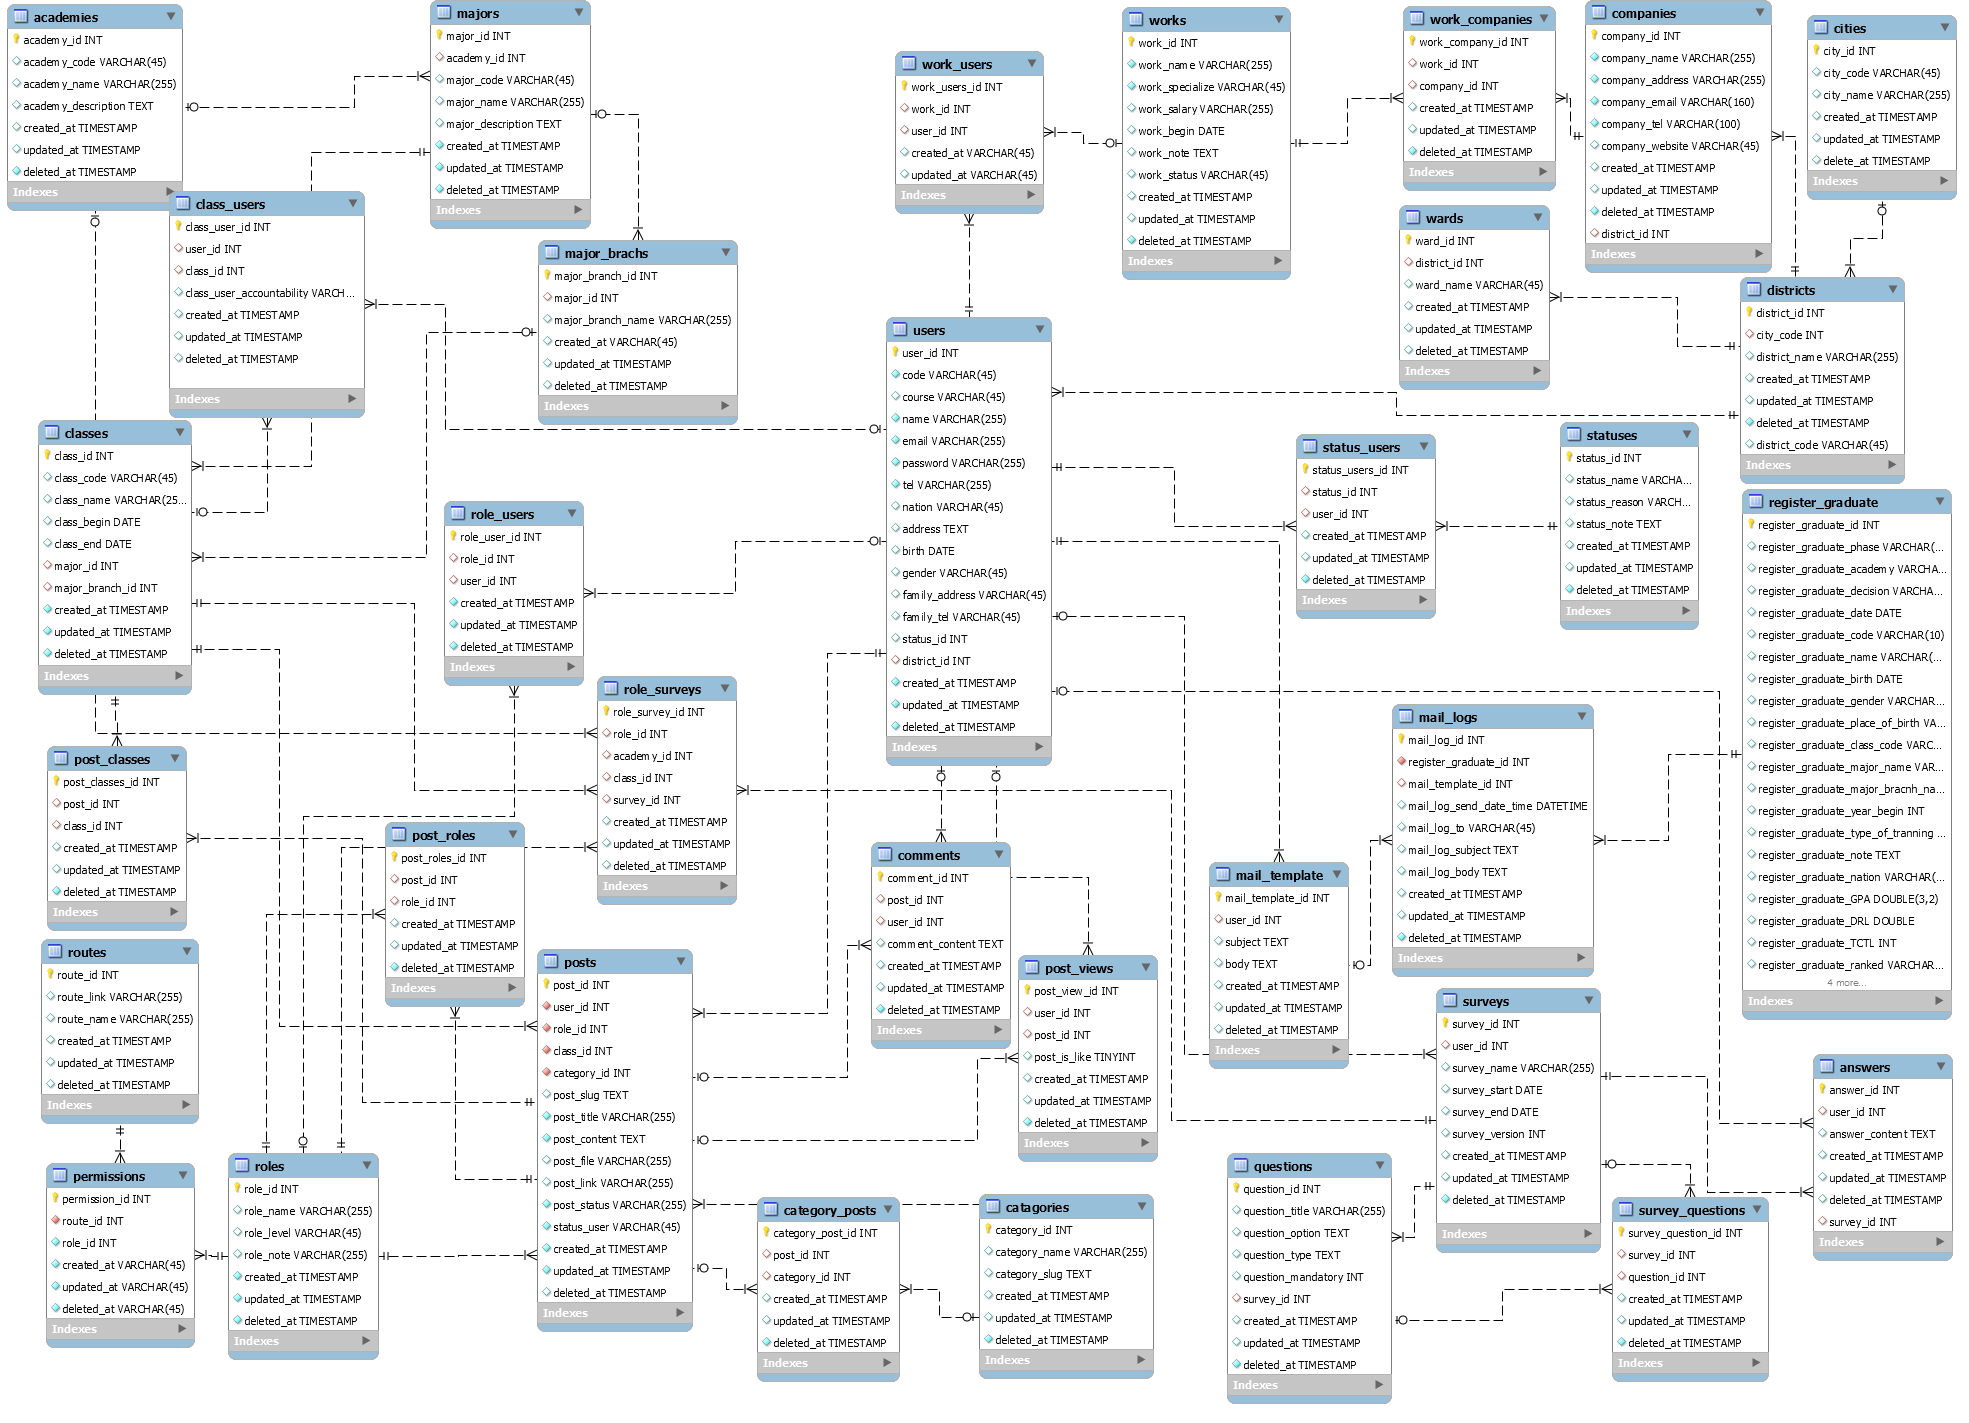 academies
academy_id INT
academy_code VARCHAR(45)
academy_name VARCHAR(255)
academy_description TEXT
created_at TIMESTAMP
updated_at TIMESTAMP
deleted_at TIMESTAMP
Indexes
majors
major_id INT
academy_id INT
major_code VARCHAR(45)
major_name VARCHAR(255)
major_description TEXT
created_at TIMESTAMP
updated_at TIMESTAMP
deleted_at TIMESTAMP
Indexes
work_users
work_users_id INT
work_id INT
user_id INT
created_at VARCHAR(45)
updated_at VARCHAR(45)
Indexes
works
work_id INT
work_name VARCHAR(255)
work_specialize VARCHAR(45)
work_salary VARCHAR(255)
work_begin DATE
work_note TEXT
work_status VARCHAR(45)
created_at TIMESTAMP
updated_at TIMESTAMP
deleted_at TIMESTAMP
Indexes
work_companies
work_company_id INT
work_id INT
company_id INT
created_at TIMESTAMP
updated_at TIMESTAMP
deleted_at TIMESTAMP
Indexes
companies
company_id INT
company_name VARCHAR(255)
company_address VARCHAR(255)
company_email VARCHAR(160)
company_tel VARCHAR(100)
company_website VARCHAR(45)
created_at TIMESTAMP
updated_at TIMESTAMP
deleted_at TIMESTAMP
district_id INT
Indexes
cities
city_id INT
city_code VARCHAR(45)
city_name VARCHAR(255)
created_at TIMESTAMP
updated_at TIMESTAMP
delete_at TIMESTAMP
Indexes
class_users
class_user_id INT
user_id INT
class_id INT
class_user_accountability VARCH...
created_at TIMESTAMP
updated_at TIMESTAMP
deleted_at TIMESTAMP
Indexes
major_brachs
major_branch_id INT
major_id INT
major_branch_name VARCHAR(255)
created_at VARCHAR(45)
updated_at TIMESTAMP
deleted_at TIMESTAMP
Indexes
wards
ward_id INT
district_id INT
ward_name VARCHAR(45)
created_at TIMESTAMP
updated_at TIMESTAMP
deleted_at TIMESTAMP
Indexes
districts
district_id INT
city_code INT
district_name VARCHAR(255)
created_at TIMESTAMP
updated_at TIMESTAMP
deleted_at TIMESTAMP
district_code VARCHAR(45)
Indexes
users
user_id INT
code VARCHAR(45)
course VARCHAR(45)
name VARCHAR(255)
email VARCHAR(255)
password VARCHAR(255)
tel VARCHAR(255)
nation VARCHAR(45)
address TEXT
birth DATE
gender VARCHAR(45)
family_address VARCHAR(45)
family_tel VARCHAR(45)
status_id INT
district_id INT
created_at TIMESTAMP
updated_at TIMESTAMP
deleted_at TIMESTAMP
Indexes
classes
class_id INT
class_code VARCHAR(45)
class_name VARCHAR(25...
class_begin DATE
class_end DATE
major_id INT
major_branch_id INT
created_at TIMESTAMP
updated_at TIMESTAMP
deleted_at TIMESTAMP
Indexes
status_users
status_users_id INT
status_id INT
user_id INT
created_at TIMESTAMP
updated_at TIMESTAMP
deleted_at TIMESTAMP
Indexes
statuses
status_id INT
status_name VARCHA...
status_reason VARCH...
status_note TEXT
created_at TIMESTAMP
updated_at TIMESTAMP
deleted_at TIMESTAMP
Indexes
register_graduate
register_graduate_id INT
register_graduate_phase VARCHAR(...
register_graduate_academy VARCHA...
register_graduate_decision VARCHA...
register_graduate_date DATE
register_graduate_code VARCHAR(10)
register_graduate_name VARCHAR(...
register_graduate_birth DATE
register_graduate_gender VARCHAR...
register_graduate_place_of_birth VA...
register_graduate_class_code VARC...
register_graduate_major_name VAR...
register_graduate_major_bracnh_na...
register_graduate_year_begin INT
register_graduate_type_of_tranning ...
register_graduate_note TEXT
register_graduate_nation VARCHAR(...
register_graduate_GPA DOUBLE(3,2)
register_graduate_DRL DOUBLE
register_graduate_TCTL INT
register_graduate_ranked VARCHAR...
4 more...
Indexes
role_users
role_user_id INT
role_id INT
user_id INT
created_at TIMESTAMP
updated_at TIMESTAMP
deleted_at TIMESTAMP
Indexes
role_surveys
role_survey_id INT
role_id INT
academy_id INT
class_id INT
survey_id INT
created_at TIMESTAMP
updated_at TIMESTAMP
deleted_at TIMESTAMP
Indexes
mail_logs
mail_log_id INT
register_graduate_id INT
mail_template_id INT
mail_log_send_date_time DATETIME
mail_log_to VARCHAR(45)
mail_log_subject TEXT
mail_log_body TEXT
created_at TIMESTAMP
updated_at TIMESTAMP
deleted_at TIMESTAMP
Indexes
post_classes
post_classes_id INT
post_id INT
class_id INT
created_at TIMESTAMP
updated_at TIMESTAMP
deleted_at TIMESTAMP
Indexes
post_roles
post_roles_id INT
post_id INT
role_id INT
created_at TIMESTAMP
updated_at TIMESTAMP
deleted_at TIMESTAMP
Indexes
comments
comment_id INT
post_id INT
user_id INT
comment_content TEXT
created_at TIMESTAMP
updated_at TIMESTAMP
deleted_at TIMESTAMP
Indexes
mail_template
mail_template_id INT
user_id INT
subject TEXT
body TEXT
created_at TIMESTAMP
updated_at TIMESTAMP
deleted_at TIMESTAMP
Indexes
routes
route_id INT
route_link VARCHAR(255)
route_name VARCHAR(255)
created_at TIMESTAMP
updated_at TIMESTAMP
deleted_at TIMESTAMP
Indexes
posts
post_id INT
user_id INT
role_id INT
class_id INT
category_id INT
post_slug TEXT
post_title VARCHAR(255)
post_content TEXT
post_file VARCHAR(255)
post_link VARCHAR(255)
post_status VARCHAR(255)
status_user VARCHAR(45)
created_at TIMESTAMP
updated_at TIMESTAMP
deleted_at TIMESTAMP
Indexes
post_views
post_view_id INT
user_id INT
post_id INT
post_is_like TINYINT
created_at TIMESTAMP
updated_at TIMESTAMP
deleted_at TIMESTAMP
Indexes
surveys
survey_id INT
user_id INT
survey_name VARCHAR(255)
survey_start DATE
survey_end DATE
survey_version INT
created_at TIMESTAMP
updated_at TIMESTAMP
deleted_at TIMESTAMP
Indexes
answers
answer_id INT
user_id INT
answer_content TEXT
created_at TIMESTAMP
updated_at TIMESTAMP
deleted_at TIMESTAMP
survey_id INT
Indexes
permissions
permission_id INT
route_id INT
role_id INT
created_at VARCHAR(45)
updated_at VARCHAR(45)
deleted_at VARCHAR(45)
Indexes
roles
role_id INT
role_name VARCHAR(255)
role_level VARCHAR(45)
role_note VARCHAR(255)
created_at TIMESTAMP
updated_at TIMESTAMP
deleted_at TIMESTAMP
Indexes
category_posts
category_post_id INT
post_id INT
category_id INT
created_at TIMESTAMP
updated_at TIMESTAMP
deleted_at TIMESTAMP
Indexes
catagories
category_id INT
category_name VARCHAR(255)
category_slug TEXT
created_at TIMESTAMP
updated_at TIMESTAMP
deleted_at TIMESTAMP
Indexes
questions
question_id INT
question_title VARCHAR(255)
question_option TEXT
question_type TEXT
question_mandatory INT
survey_id INT
created_at TIMESTAMP
updated_at TIMESTAMP
deleted_at TIMESTAMP
Indexes
survey_questions
survey_question_id INT
survey_id INT
question_id INT
created_at TIMESTAMP
updated_at TIMESTAMP
deleted_at TIMESTAMP
Indexes